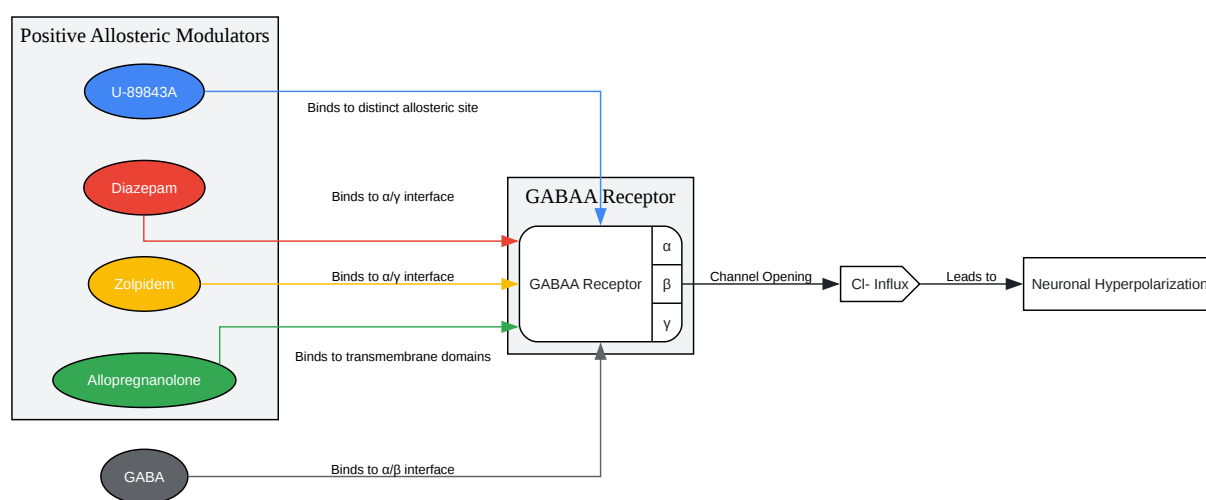 Positive Allosteric Modulators
U-89843A
Binds to distinct allosteric site
Diazepam
Binds to α/γ interface
GABAA Receptor
Zolpidem
Binds to α/γ interface
GABAA Receptor
α
β
γ
Channel Opening
Cl- Influx
Leads to
Neuronal Hyperpolarization
Binds to transmembrane domains
Allopregnanolone
GABA
Binds to α/β interface